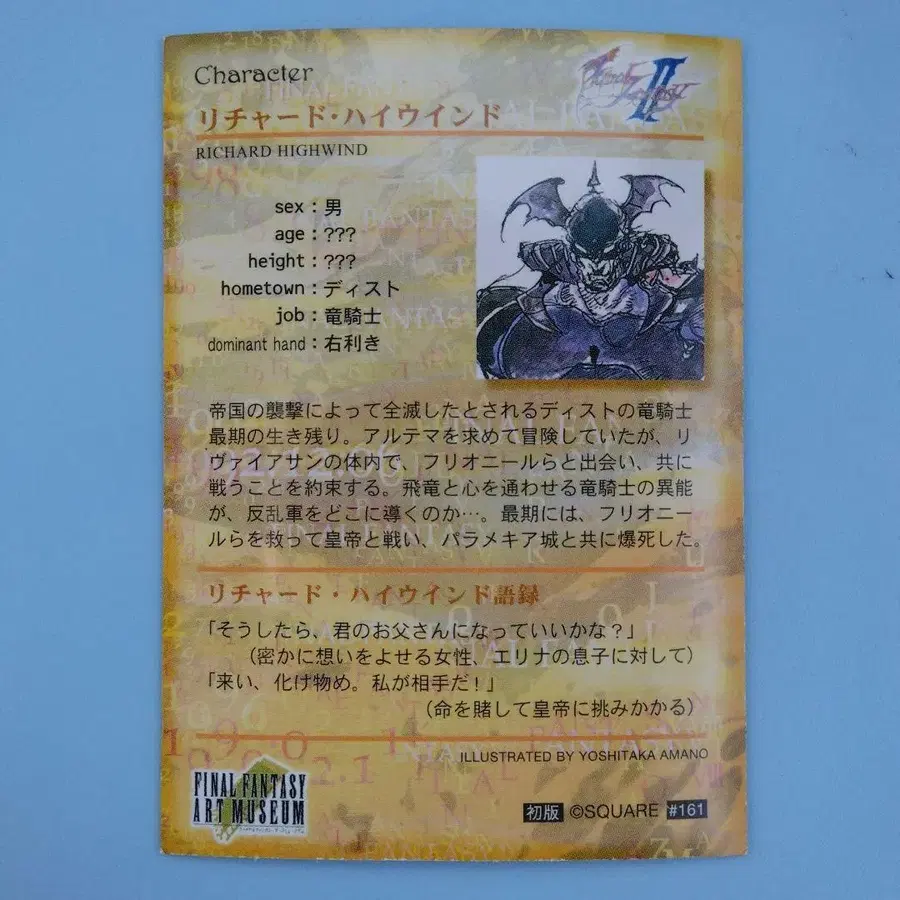 Character
FINAL FANTASY II
リチャード・ハイウインド
RICHARD HIGHWIND
sex：男
age：???
height：???
hometown：ディスト
job：竜騎士
dominant hand：右利き
帝国の襲撃によって全滅したとされるディストの竜騎士
最期の生き残り。アルテマを求めて冒険していたが、リ
ヴァイアサンの体内で、フリオニールらと出会い、共に
戦うことを約束する。飛竜と心を通わせる竜騎士の異能
が、反乱軍をどこに導くのか…。最期には、フリオニー
ルらを救って皇帝と戦い、パラメキア城と共に爆死した。
リチャード・ハイウインド語録
「そうしたら、君のお父さんになっていいかな？」
（密かに想いをよせる女性、エリナの息子に対して）
「来い、化け物め。私が相手だ！」
（命を賭して皇帝に挑みかかる）
ILLUSTRATED BY YOSHITAKA AMANO
FINAL FANTASY
ART MUSEUM
初版 ©SQUARE #161